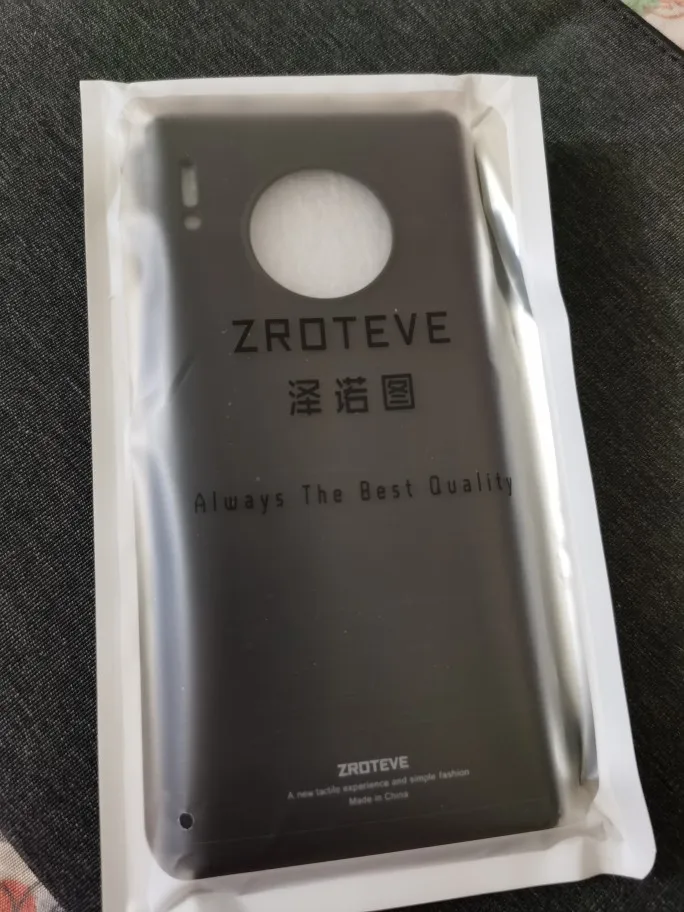 ZROTEVE
泽诺图
Always The Best Quality
ZROTEVE
A new tactile experience and simple fashion
Made in China